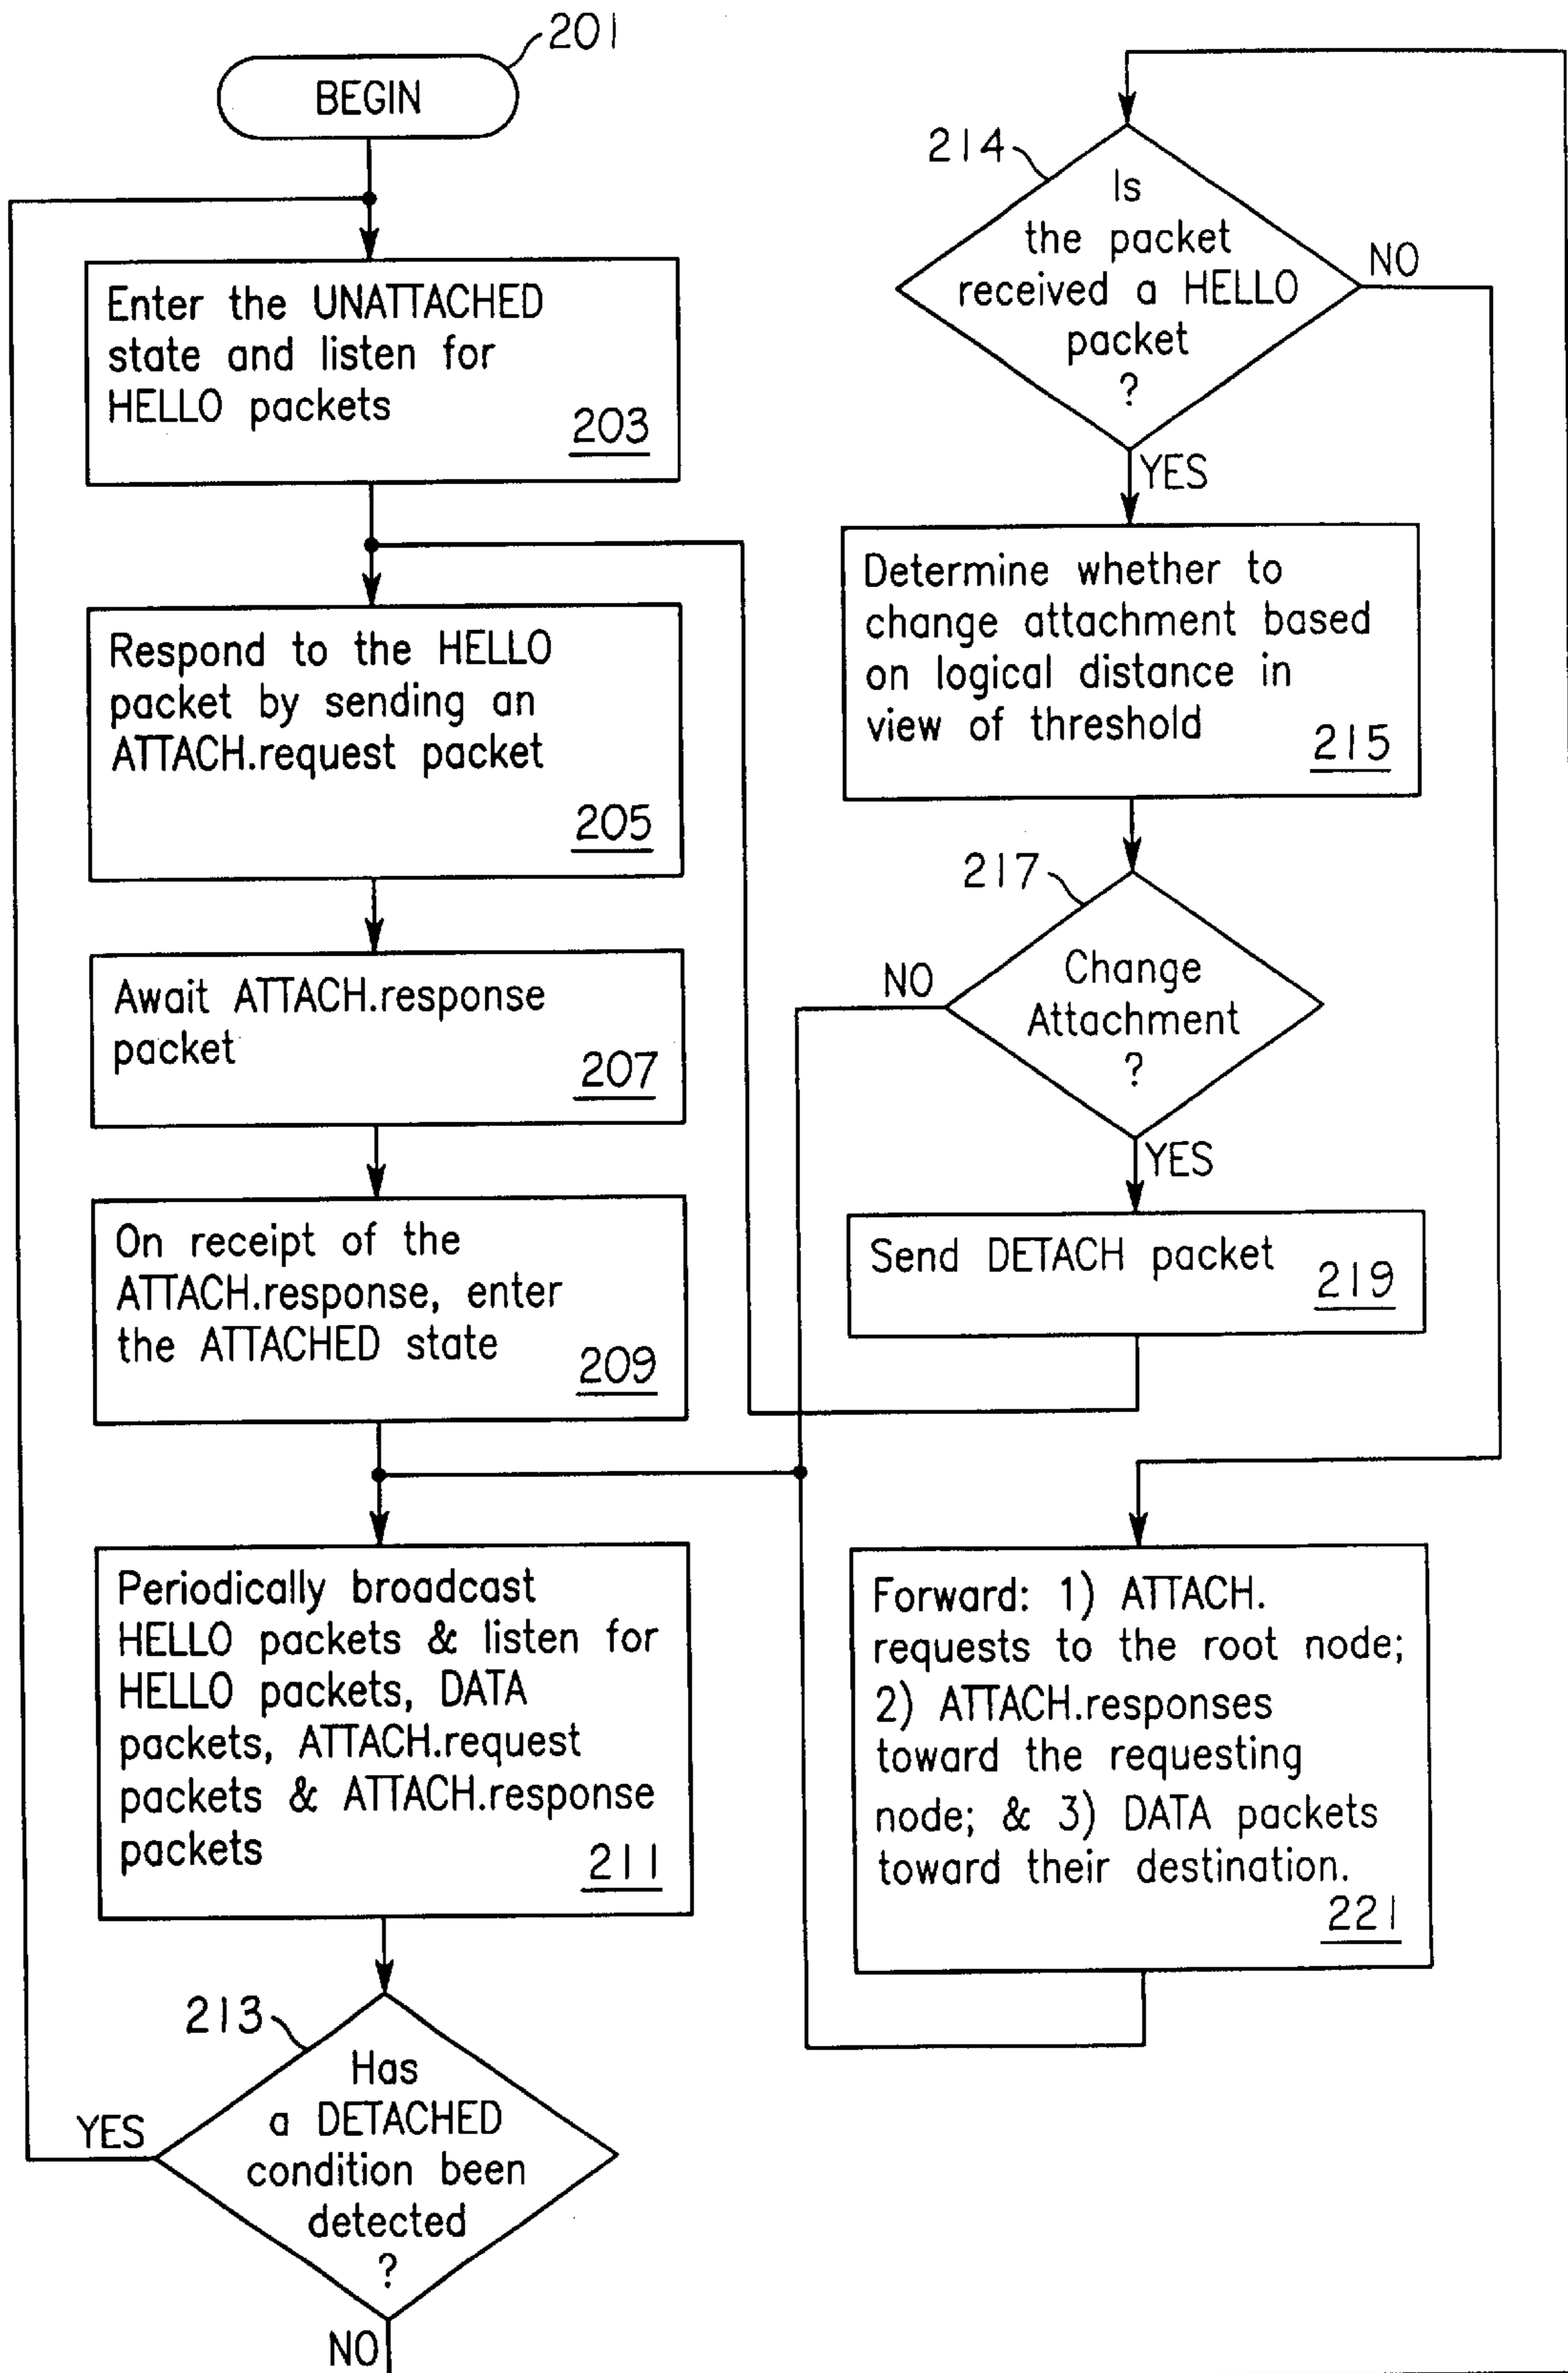 201
BEGIN
Enter the UNATTACHED
state and listen for
HELLO packets
203
Respond to the HELLO
packet by sending an
ATTACH.request packet
205
Await ATTACH.response
packet
207
On receipt of the
ATTACH.response, enter
the ATTACHED state
209
Periodically broadcast
HELLO packets & listen for
HELLO packets, DATA
packets, ATTACH.request
packets & ATTACH.response
packets
211
213
Has
a DETACHED
condition been
detected
?
YES
NO
214
Is
the packet
received a HELLO
packet
?
NO
YES
Determine whether to
change attachment based
on logical distance in
view of threshold
215
217
Change
Attachment
?
NO
YES
Send DETACH packet
219
Forward: 1) ATTACH.
requests to the root node;
2) ATTACH.responses
toward the requesting
node; & 3) DATA packets
toward their destination.
221